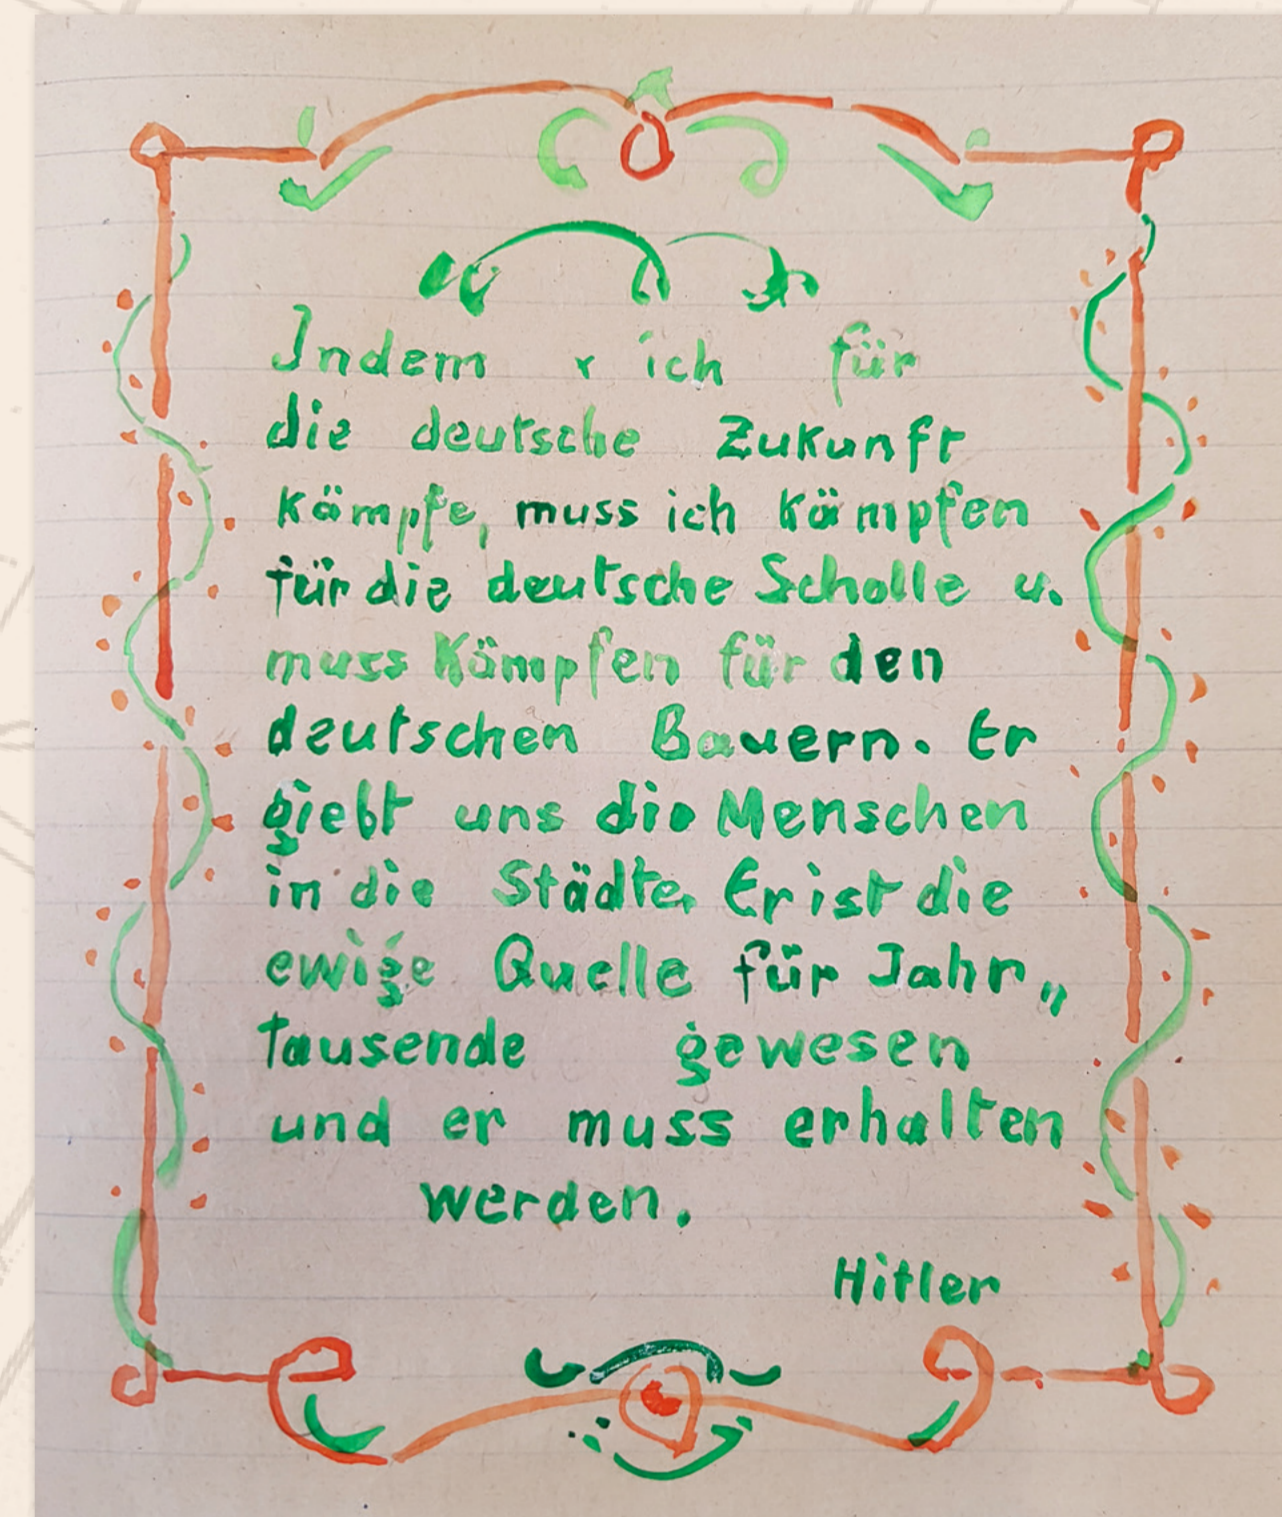 Indem ich für
die deutsche Zukunft
kämpfe, muss ich kämpfen
für die deutsche Scholle u.
muss kämpfen für den
deutschen Bauern. Er
giebt uns die Menschen
in die Städte. Er ist die
ewige Quelle für Jahr„
tausende gewesen
und er muss erhalten
werden.
Hitler